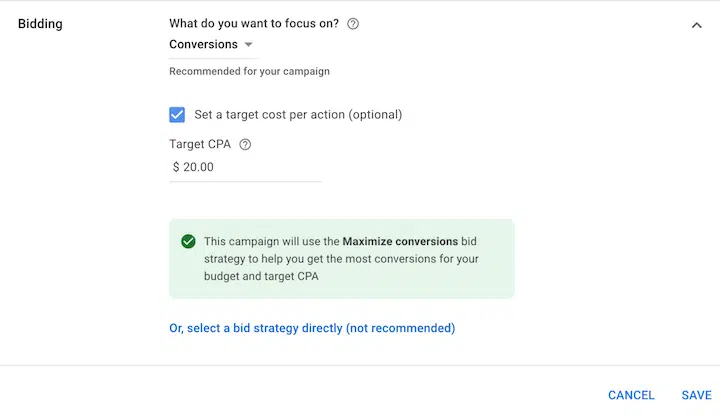 Bidding
What do you want to focus on?
Conversions
Recommended for your campaign
Set a target cost per action (optional)
Target CPA
$ 20.00
This campaign will use the Maximize conversions bid
strategy to help you get the most conversions for your
budget and target CPA
Or, select a bid strategy directly (not recommended)
CANCEL SAVE